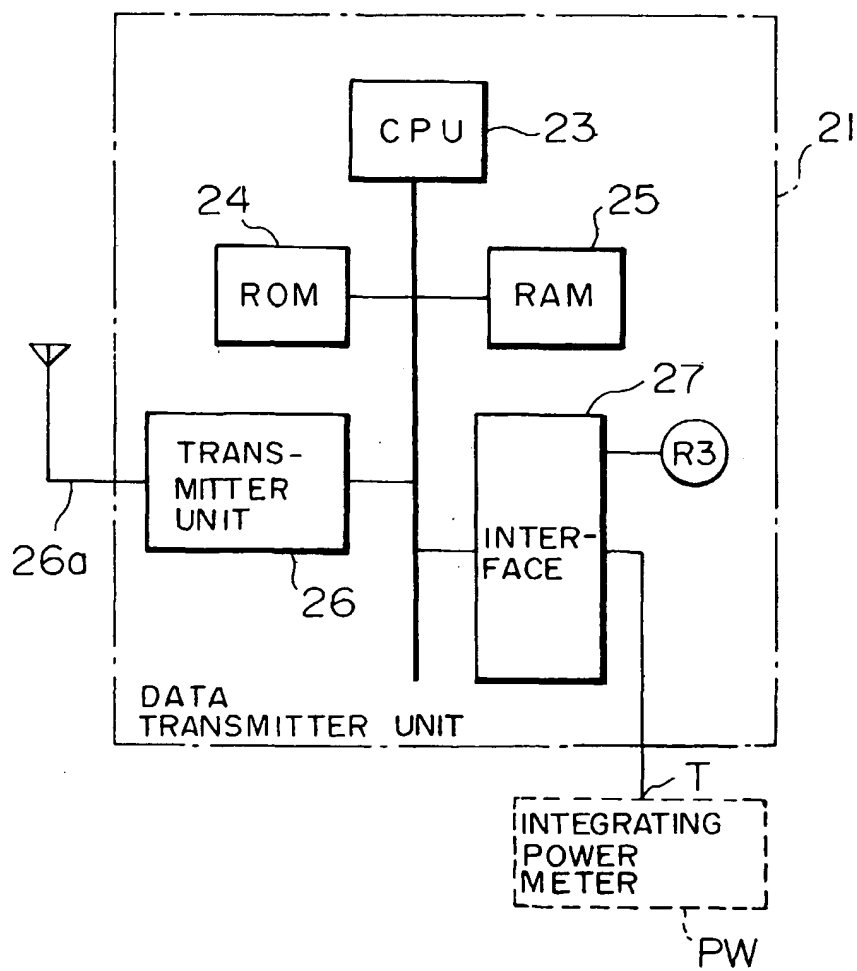 CPU
23
21
24
25
ROM
RAM
27
TRANS-
MITTER
UNIT
R3
26a
26
INTER-
FACE
DATA
TRANSMITTER UNIT
T
INTEGRATING
POWER
METER
PW